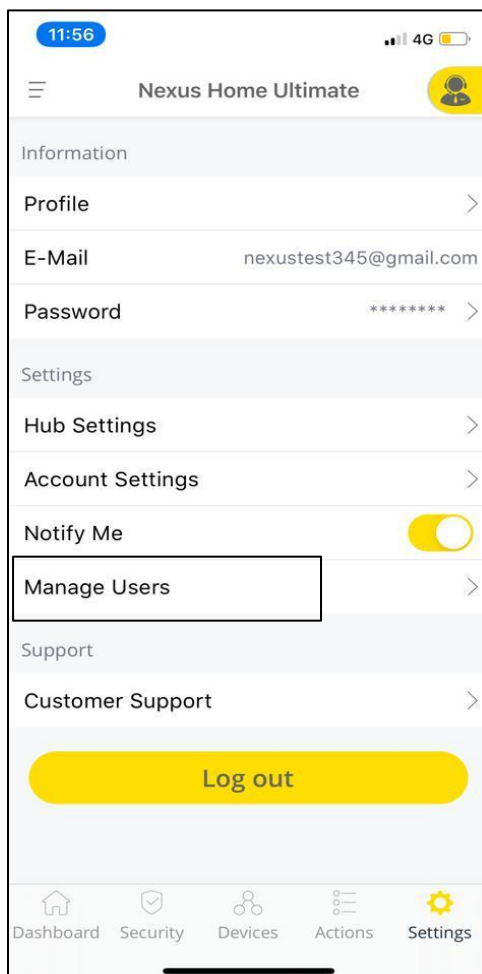 11:56 4G
Nexus Home Ultimate
Information
Profile
E-Mail nexustest345@gmail.com
Password ********
Settings
Hub Settings
Account Settings
Notify Me
Manage Users
Support
Customer Support
Log out
Dashboard Security Devices Actions Settings